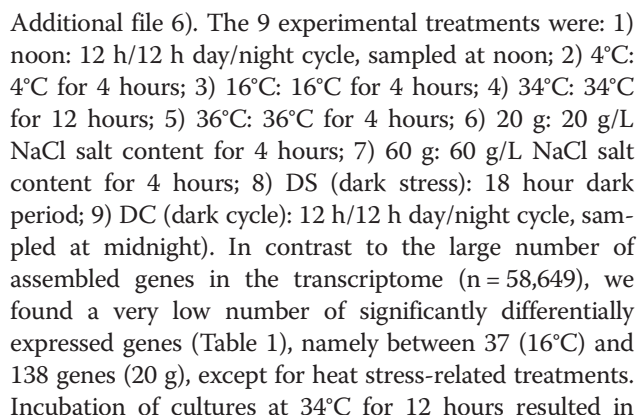 Additional file 6). The 9 experimental treatments were: 1)
noon: 12 h/12 h day/night cycle, sampled at noon; 2) 4°C:
4°C for 4 hours; 3) 16°C: 16°C for 4 hours; 4) 34°C: 34°C
for 12 hours; 5) 36°C: 36°C for 4 hours; 6) 20 g: 20 g/L
NaCl salt content for 4 hours; 7) 60 g: 60 g/L NaCl salt
content for 4 hours; 8) DS (dark stress): 18 hour dark
period; 9) DC (dark cycle): 12 h/12 h day/night cycle, sam-
pled at midnight). In contrast to the large number of
assembled genes in the transcriptome (n = 58,649), we
found a very low number of significantly differentially
expressed genes (Table 1), namely between 37 (16°C) and
138 genes (20 g), except for heat stress-related treatments.
Incubation of cultures at 34°C for 12 hours resulted in